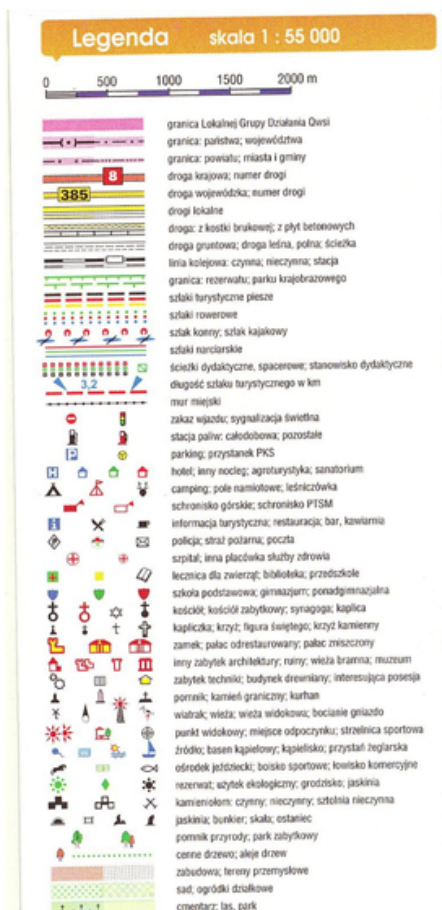 Legenda skala 1 : 55 000
0 500 1000 1500 2000 m
granica Lokalnej Grupy Działania Qwsi
granica: państwa; województwa
granica: powiatu; miasta i gminy
8 droga krajowa; numer drogi
385 droga wojewódzka; numer drogi
drogi lokalne
droga: z kostki brukowej; z płyt betonowych
droga gruntowa; droga leśna, polna; ścieżka
linia kolejowa: czynna; nieczynna; stacja
granica: rezerwatu; parku krajobrazowego
szlaki turystyczne piesze
szlaki rowerowe
szlak konny; szlak kajakowy
szlaki narciarskie
ścieżki dydaktyczne, spacerowe; stanowisko dydaktyczne
3,2 długość szlaku turystycznego w km
mur miejski
zakaz wjazdu; sygnalizacja świetlna
stacja paliw: całodobowa; pozostałe
P parking; przystanek PKS
H hotel; inny nocleg; agroturystyka; sanatorium
camping; pole namiotowe; leśniczówka
schronisko górskie; schronisko PTSM
i informacja turystyczna; restauracja; bar, kawiarnia
policja; straż pożarna; poczta
szpital; inna placówka służby zdrowia
lecznica dla zwierząt; biblioteka; przedszkole
szkoła podstawowa; gimnazjum; ponadgimnazjalna
kościół; kościół zabytkowy; synagoga; kaplica
kapliczka; krzyż; figura świętego; krzyż kamienny
zamek; pałac odrestaurowany; pałac zniszczony
inny zabytek architektury; ruiny; wieża bramna; muzeum
zabytek techniki; budynek drewniany; interesująca posesja
pomnik; kamień graniczny; kurhan
wiatrak; wieża; wieża widokowa; bocianie gniazdo
punkt widokowy; miejsce odpoczynku; strzelnica sportowa
źródło; basen kąpielowy; kąpielisko; przystań żeglarska
ośrodek jeździecki; boisko sportowe; łowisko komercyjne
rezerwat; użytek ekologiczny; grodzisko; jaskinia
kamieniołom: czynny; nieczynny; sztolnia nieczynna
jaskinia; bunkier; skała; ostaniec
pomnik przyrody; park zabytkowy
cenne drzewo; aleje drzew
zabudowa; tereny przemysłowe
sad; ogródki działkowe
cmentarz; las, park